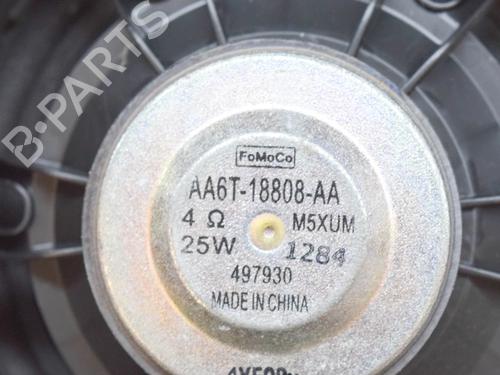 B-PARTS
FoMoCo
AA6T-18808-AA
4 Ω M5XUM
25W 1284
497930
MADE IN CHINA